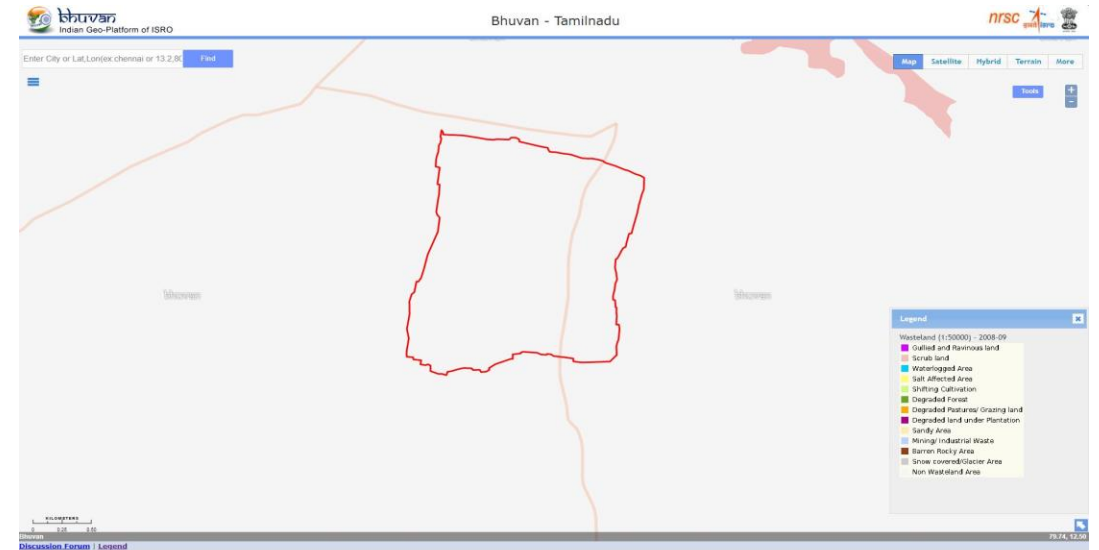 bhuvan
Indian Geo-Platform of ISRO
Bhuvan - Tamilnadu
nrsc
इसरो isro
Enter City or Lat,Lon(ex:chennai or 13.2,80
Find
Map Satellite Hybrid Terrain More
Tools
+
−
bhuvan
bhuvan
Legend
Wasteland (1:50000) - 2008-09
Gullied and Ravinous land
Scrub land
Waterlogged Area
Salt Affected Area
Shifting Cultivation
Degraded Forest
Degraded Pastures/ Grazing land
Degraded land under Plantation
Sandy Area
Mining/ Industrial Waste
Barren Rocky Area
Snow covered/Glacier Area
Non Wasteland Area
KILOMETERS
0 0.25 0.50
Bhuvan
79.74, 12.50
Discussion Forum | Legend